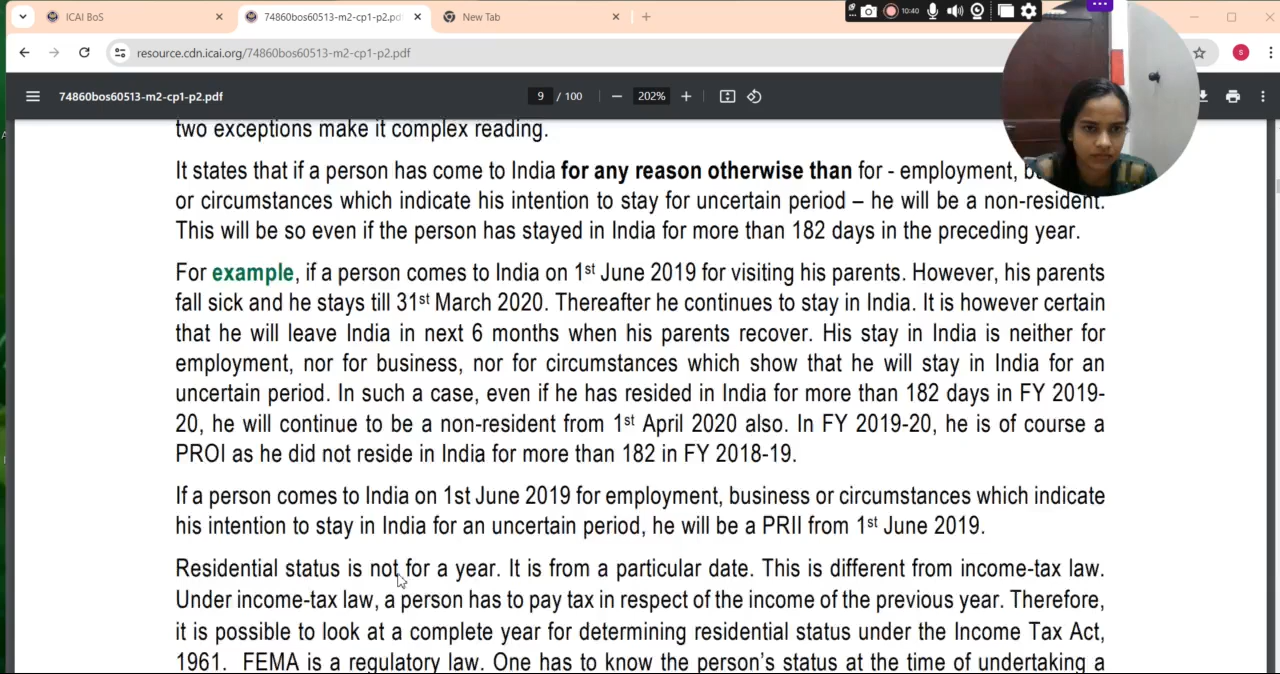 ICAI BoS
74860bos60513-m2-cp1-p2.pdf
New Tab
10:40
resource.cdn.icai.org/74860bos60513-m2-cp1-p2.pdf
s
74860bos60513-m2-cp1-p2.pdf
9 / 100
202%
two exceptions make it complex reading.
It states that if a person has come to India for any reason otherwise than for - employment,
or circumstances which indicate his intention to stay for uncertain period – he will be a non-resident.
This will be so even if the person has stayed in India for more than 182 days in the preceding year.
For example, if a person comes to India on 1st June 2019 for visiting his parents. However, his parents
fall sick and he stays till 31st March 2020. Thereafter he continues to stay in India. It is however certain
that he will leave India in next 6 months when his parents recover. His stay in India is neither for
employment, nor for business, nor for circumstances which show that he will stay in India for an
uncertain period. In such a case, even if he has resided in India for more than 182 days in FY 2019-
20, he will continue to be a non-resident from 1st April 2020 also. In FY 2019-20, he is of course a
PROI as he did not reside in India for more than 182 in FY 2018-19.
If a person comes to India on 1st June 2019 for employment, business or circumstances which indicate
his intention to stay in India for an uncertain period, he will be a PRII from 1st June 2019.
Residential status is not for a year. It is from a particular date. This is different from income-tax law.
Under income-tax law, a person has to pay tax in respect of the income of the previous year. Therefore,
it is possible to look at a complete year for determining residential status under the Income Tax Act,
1961. FEMA is a regulatory law. One has to know the person's status at the time of undertaking a